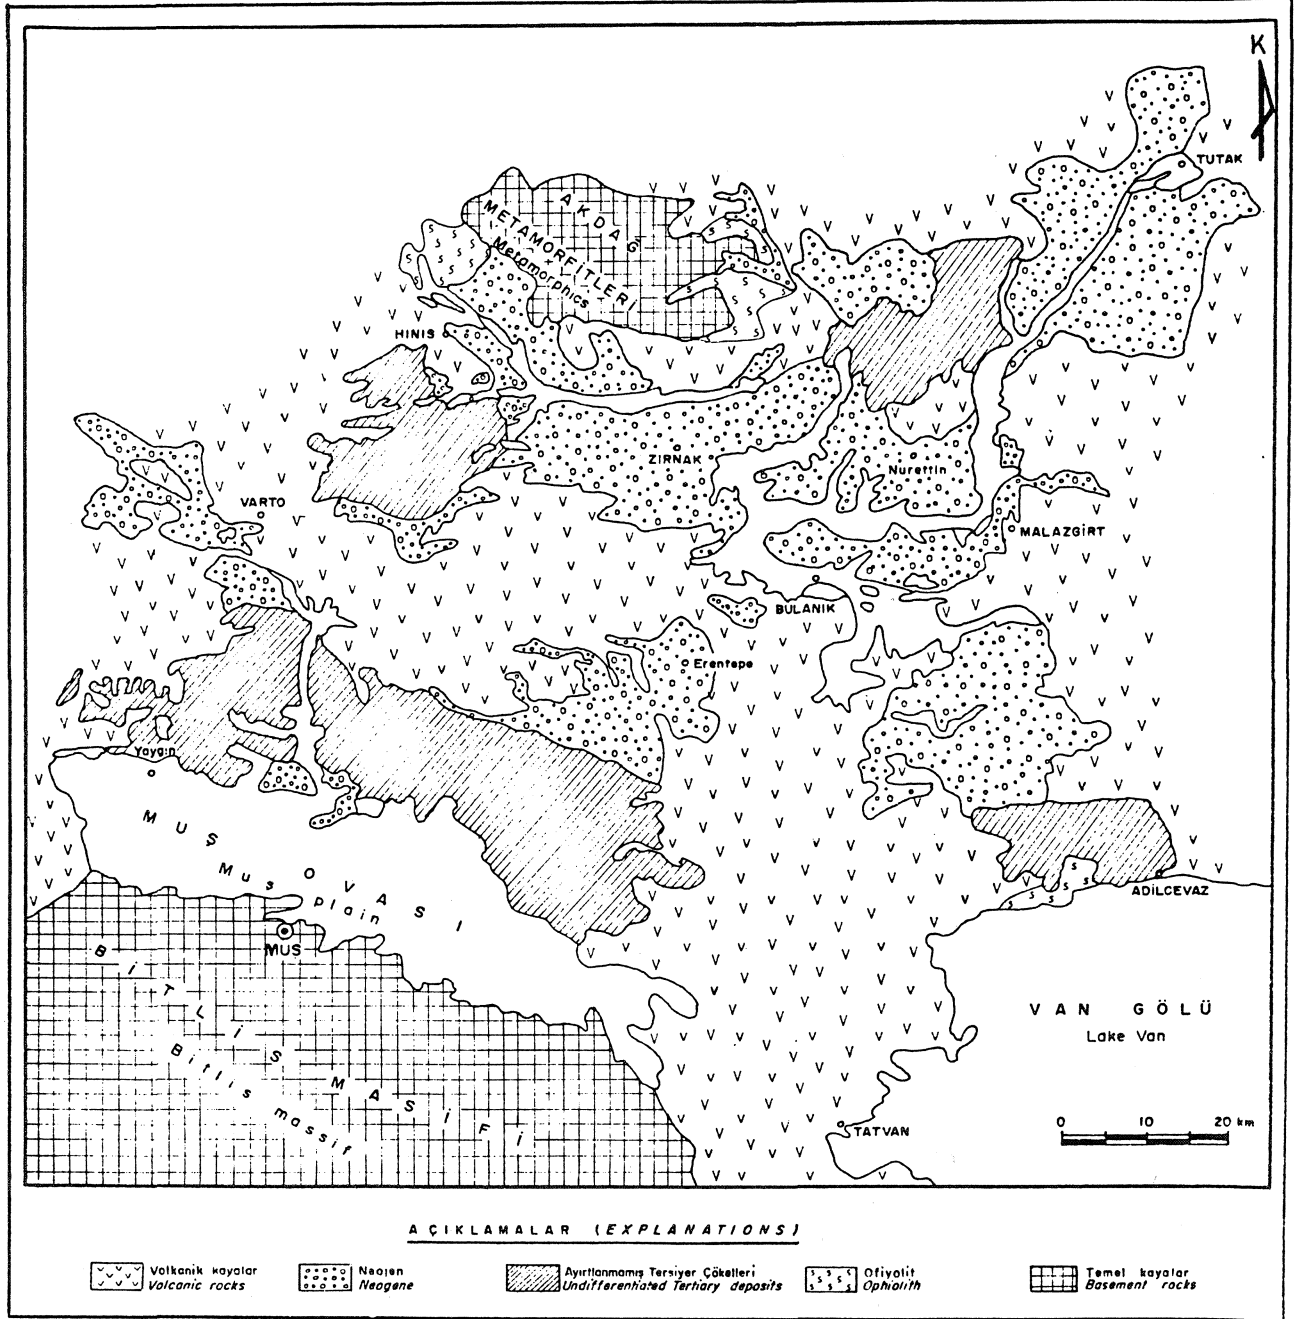 K
TUTAK
AKDAĞ
METAMORFİTLERİ
Metamorphics
HINIS
ZIRNAK
Nurettin
VARTO
MALAZGİRT
BULANIK
Erentepe
Yaygın
MUŞ OVASI
Mus plain
ADİLCEVAZ
MUS
BİTLİS MASİFİ
Bitlis massif
VAN GÖLÜ
Lake Van
0 10 20 km
TATVAN
AÇIKLAMALAR (EXPLANATIONS)
Volkanik kayalar
Volcanic rocks
Neojen
Neogene
Ayırtlanmamış Tersiyer Çökelleri
Undifferentiated Tertiary deposits
Ofiyolit
Ophiolith
Temel kayalar
Basement rocks